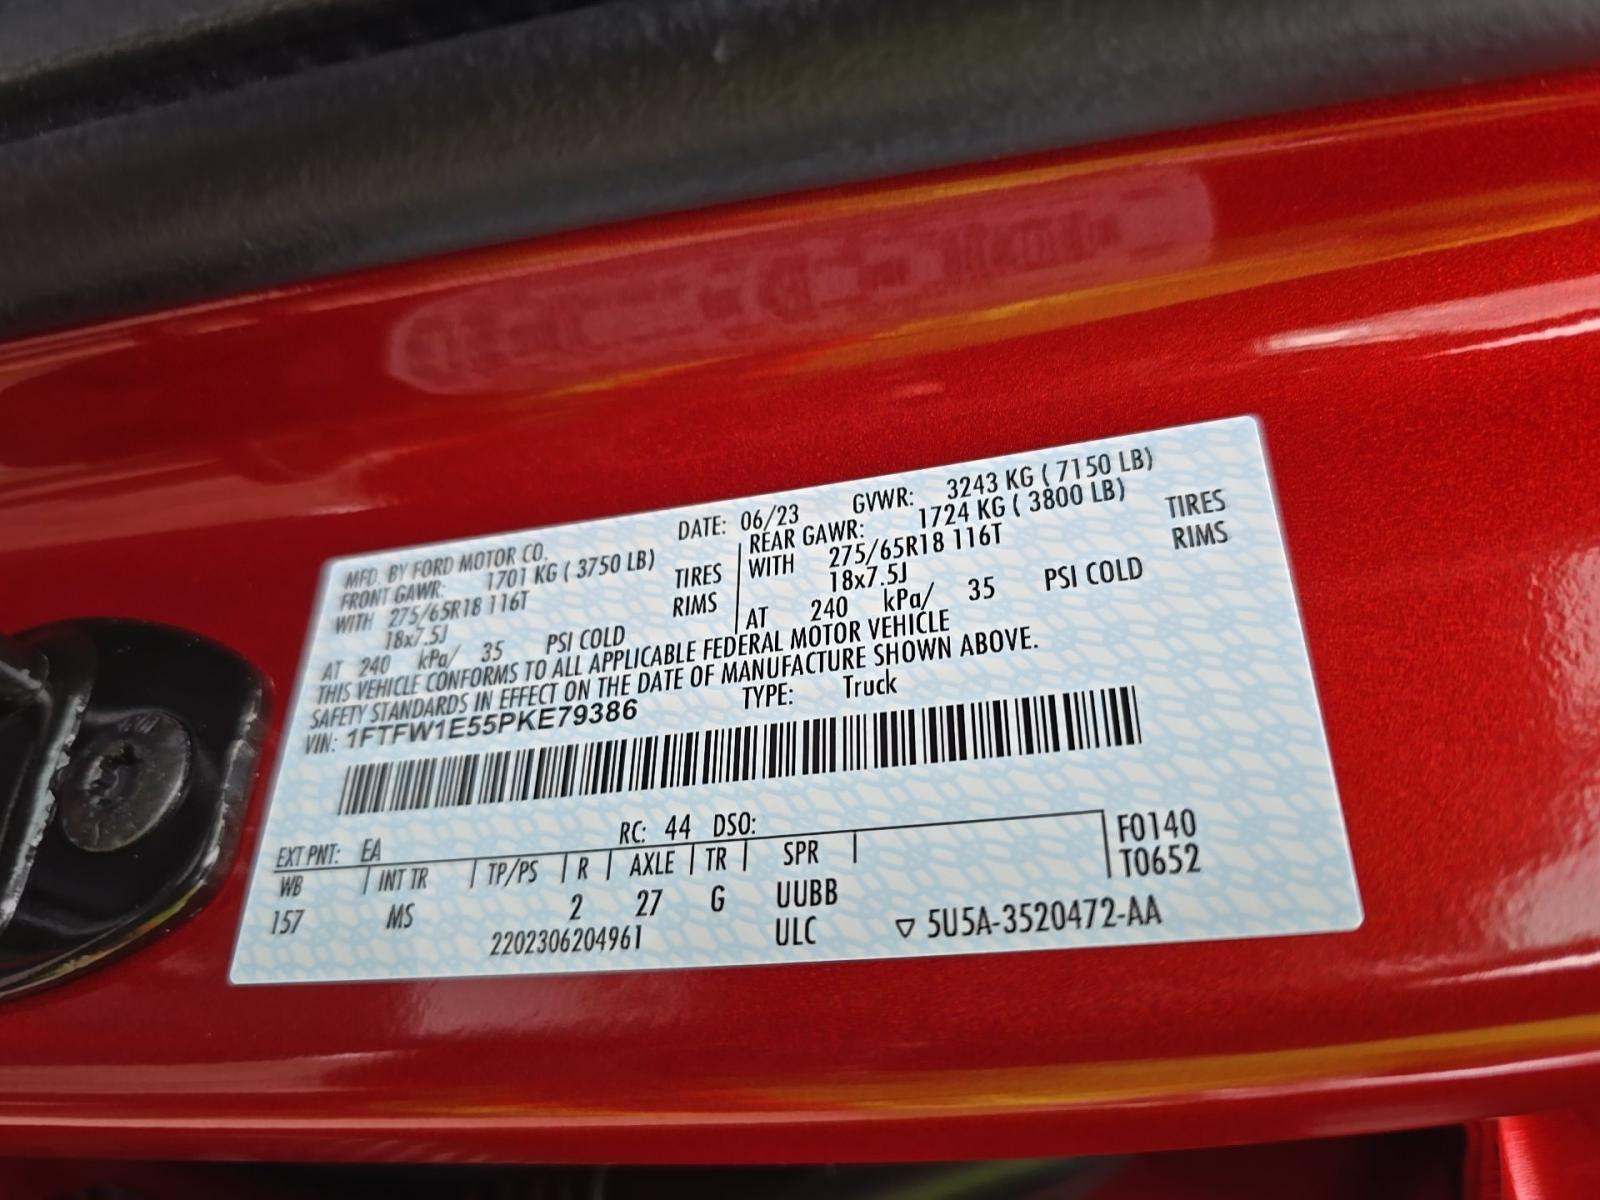 MFD. BY FORD MOTOR CO. DATE: 06/23 GVWR: 3243 KG ( 7150 LB)
FRONT GAWR: 1701 KG ( 3750 LB) REAR GAWR: 1724 KG ( 3800 LB)
WITH 275/65R18 116T TIRES WITH 275/65R18 116T TIRES
18x7.5J RIMS 18x7.5J RIMS
AT 240 kPa/ 35 PSI COLD AT 240 kPa/ 35 PSI COLD
THIS VEHICLE CONFORMS TO ALL APPLICABLE FEDERAL MOTOR VEHICLE
SAFETY STANDARDS IN EFFECT ON THE DATE OF MANUFACTURE SHOWN ABOVE.
VIN: 1FTFW1E55PKE79386 TYPE: Truck
EXT PNT: EA RC: 44 DSO: F0140
WB INT TR TP/PS R AXLE TR SPR T0652
157 MS 2 27 G UUBB
2202306204961 ULC ▽ 5U5A-3520472-AA